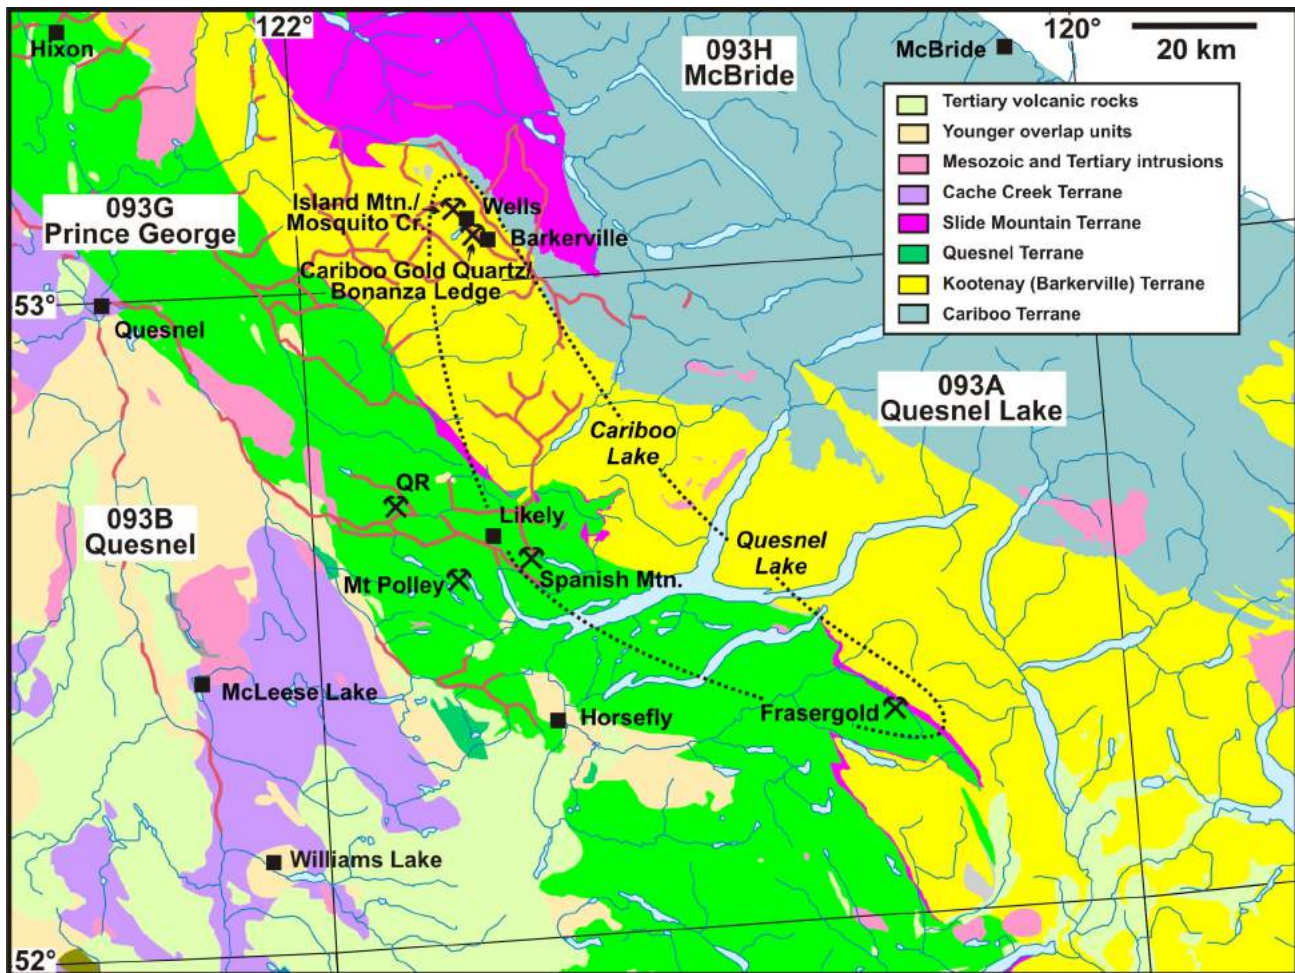 122°
120°
Hixon
093H
McBride
McBride
20 km
Tertiary volcanic rocks
Younger overlap units
Mesozoic and Tertiary intrusions
Cache Creek Terrane
Slide Mountain Terrane
Quesnel Terrane
Kootenay (Barkerville) Terrane
Cariboo Terrane
093G
Prince George
Island Mtn./
Mosquito Cr.
Wells
Barkerville
Cariboo Gold Quartz/
Bonanza Ledge
53°
Quesnel
093A
Quesnel Lake
Cariboo
Lake
QR
093B
Quesnel
Likely
Quesnel
Lake
Mt Polley
Spanish Mtn.
McLeese Lake
Horsefly
Frasergold
Williams Lake
52°